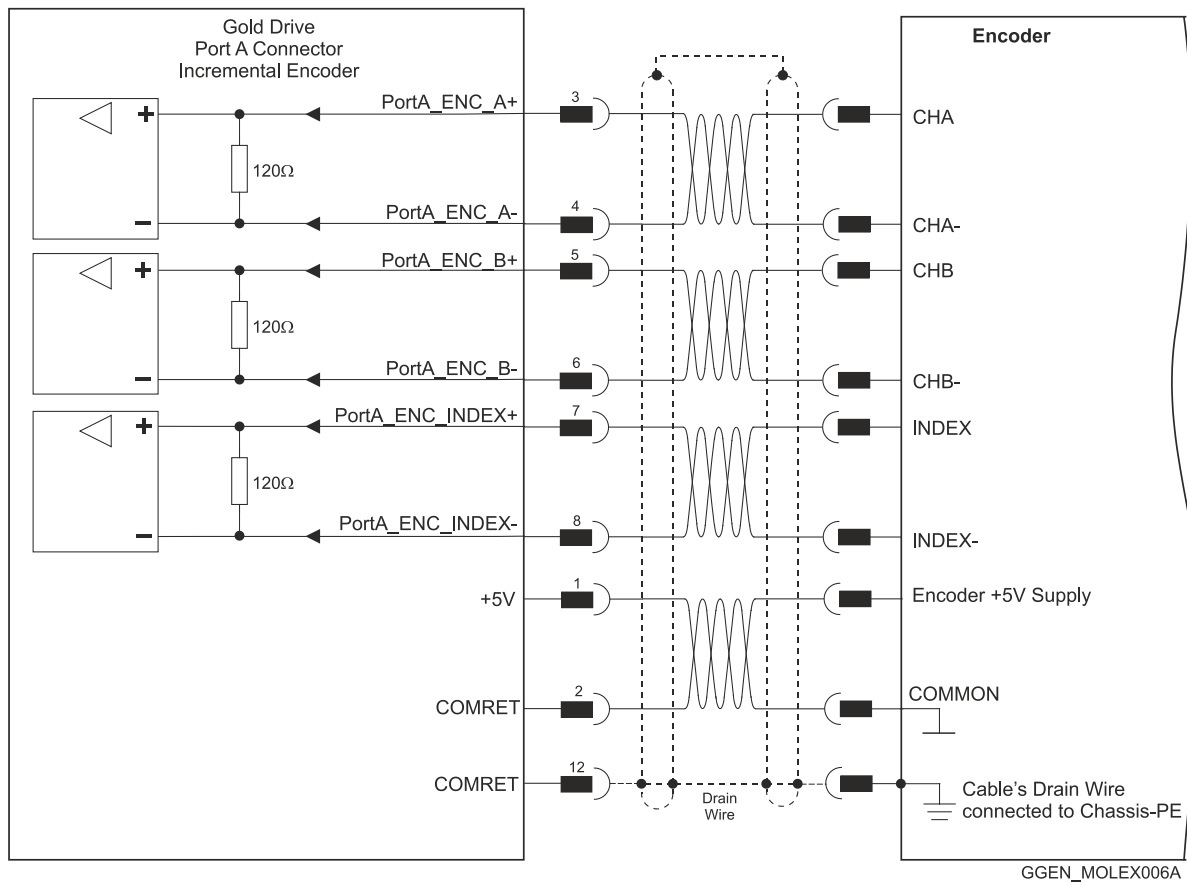 Gold Drive
Port A Connector
Incremental Encoder
Encoder
+
PortA_ENC_A+
3
CHA
120Ω
-
PortA_ENC_A-
4
CHA-
+
PortA_ENC_B+
5
CHB
120Ω
-
PortA_ENC_B-
6
CHB-
+
PortA_ENC_INDEX+
7
INDEX
120Ω
-
PortA_ENC_INDEX-
8
INDEX-
+5V
1
Encoder +5V Supply
COMRET
2
COMMON
COMRET
12
Drain
Wire
Cable's Drain Wire
connected to Chassis-PE
GGEN_MOLEX006A